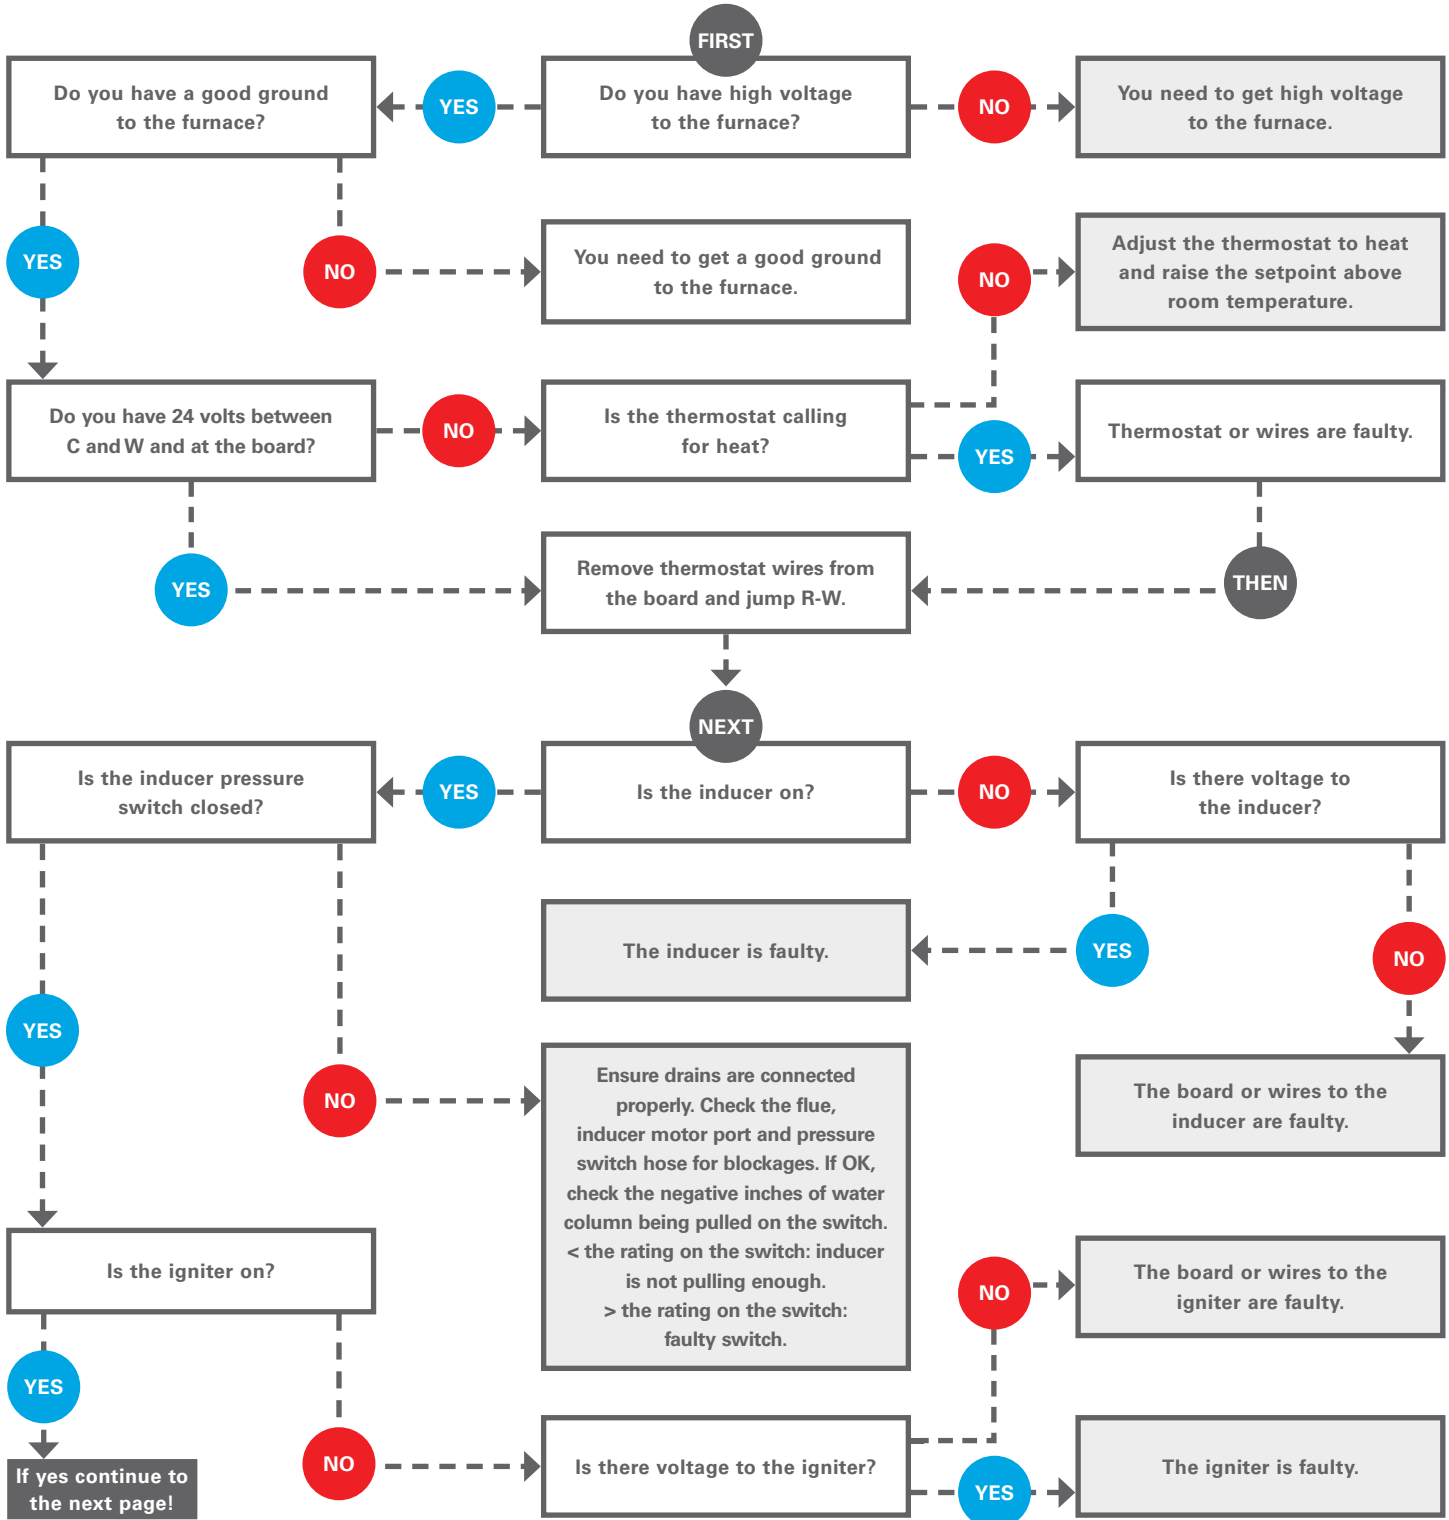 FIRST
Do you have a good ground
to the furnace?
YES
Do you have high voltage
to the furnace?
NO
You need to get high voltage
to the furnace.
YES
NO
You need to get a good ground
to the furnace.
NO
Adjust the thermostat to heat
and raise the setpoint above
room temperature.
Do you have 24 volts between
C and W and at the board?
NO
Is the thermostat calling
for heat?
YES
Thermostat or wires are faulty.
YES
Remove thermostat wires from
the board and jump R-W.
THEN
NEXT
Is the inducer pressure
switch closed?
YES
Is the inducer on?
NO
Is there voltage to
the inducer?
The inducer is faulty.
YES
NO
YES
NO
Ensure drains are connected
properly. Check the flue,
inducer motor port and pressure
switch hose for blockages. If OK,
check the negative inches of water
column being pulled on the switch.
< the rating on the switch: inducer
is not pulling enough.
> the rating on the switch:
faulty switch.
The board or wires to the
inducer are faulty.
Is the igniter on?
NO
The board or wires to the
igniter are faulty.
YES
NO
Is there voltage to the igniter?
YES
The igniter is faulty.
If yes continue to
the next page!